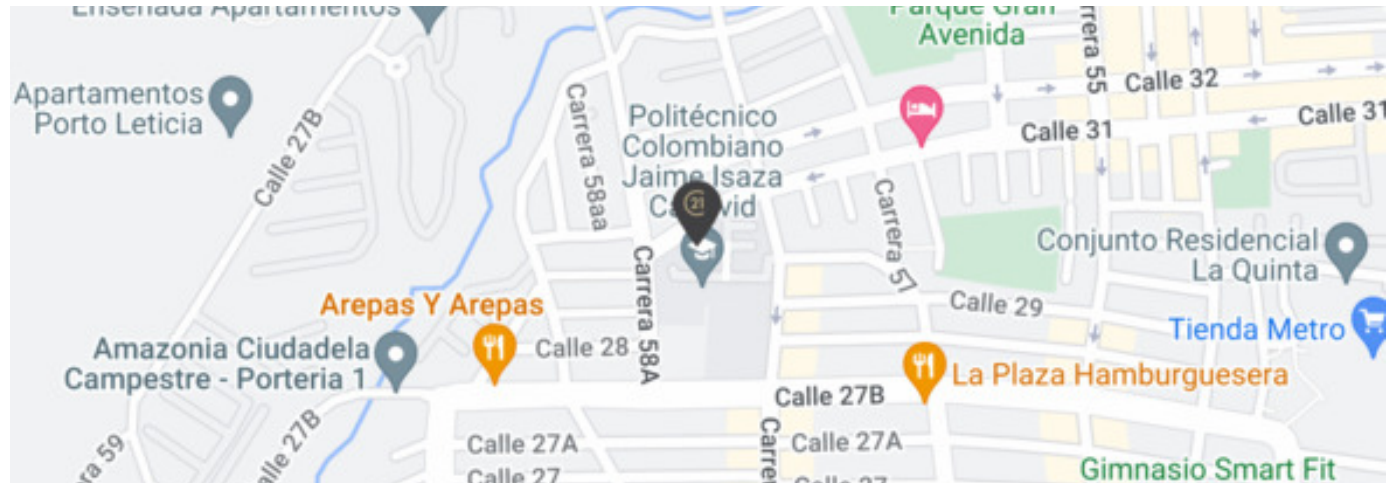 Ensenada Apartamentos
Parque Gran
Avenida
Carrera 55
Calle 32
Apartamentos
Porto Leticia
Calle 27B
Carrera 58aa
Politécnico
Colombiano
Jaime Isaza
Calle 31
Calle 31
21
Carrera 57
Carrera 58A
Conjunto Residencial
La Quinta
Calle 29
Arepas Y Arepas
Tienda Metro
Calle 28
Amazonia Ciudadela
Campestre - Porteria 1
La Plaza Hamburguesera
Calle 27B
Calle 27B
Calle 27A
Calle 27A
Gimnasio Smart Fit
Calle 27
Calle 27